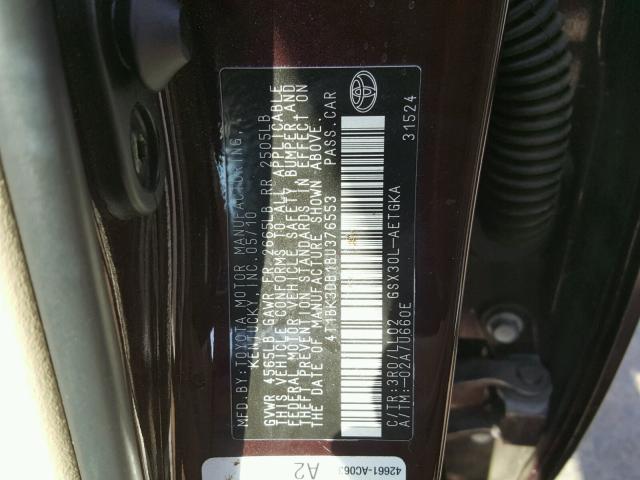 MFD. BY: TOYOTA MOTOR MANUFACTURING,
KENTUCKY, INC. 05/10
GVWR 4565LB GAWR FR 2665LB RR 2505LB
THIS VEHICLE CONFORMS TO ALL APPLICABLE
FEDERAL MOTOR VEHICLE SAFETY BUMPER, AND
THEFT PREVENTION STANDARDS IN EFFECT ON
THE DATE OF MANUFACTURE SHOWN ABOVE.
4T1BK3DB1BU376553 PASS.CAR
C/TR:3R0/LL02 GSX30L-AETGKA
A/TM:-02A/U660E 31524
42661-AC063
A2